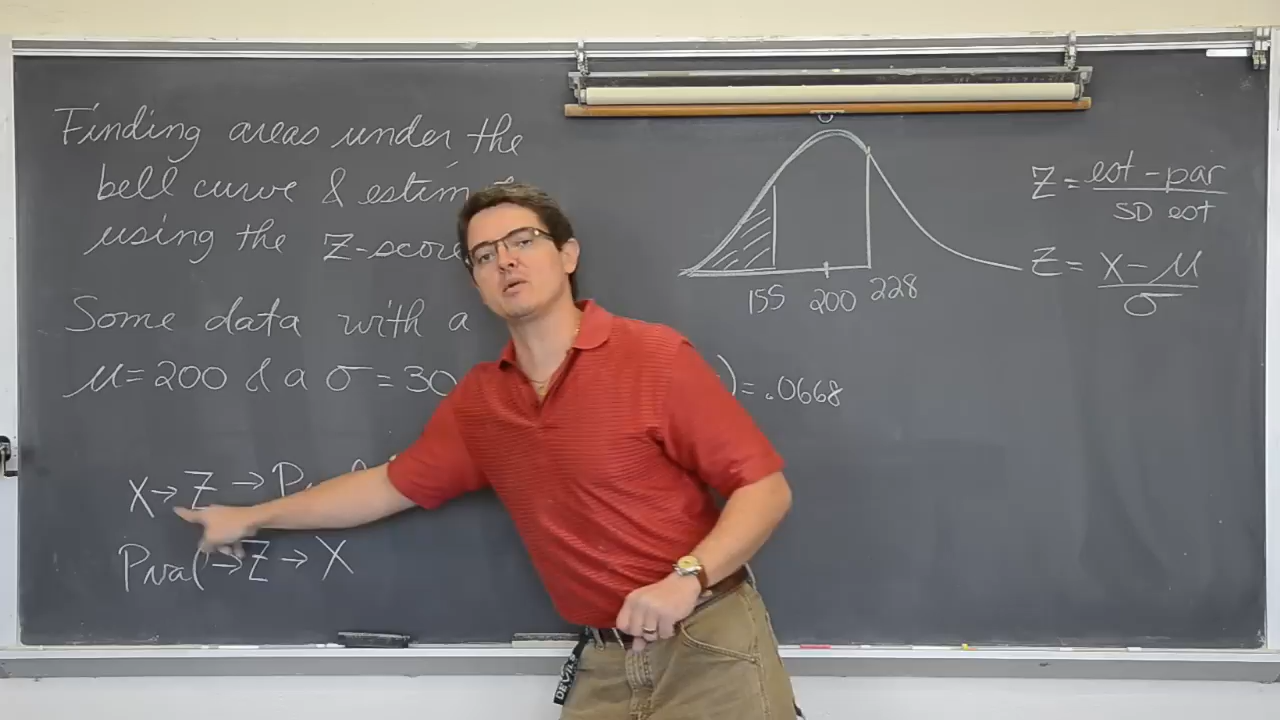 Finding areas under the
bell curve & estim
using the Z-score
Some data with a
μ=200 & a σ=30
X→Z→P
Pval→Z→X
155 200 228
)=.0668
Z= est-par
SD est
Z= X-μ
σ
DEVILS